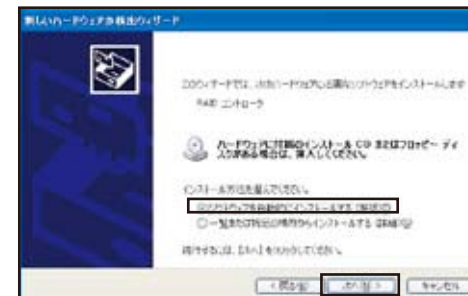 新しいハードウェアの検出ウィザード
このウィザードでは、次のハードウェアに必要なソフトウェアをインストールします
RAID コントローラ
ハードウェアに付属のインストール CD またはフロッピー ディ
スクがある場合は、挿入してください。
インストール方法を選んでください。
ソフトウェアを自動的にインストールする (推奨)(I)
一覧または特定の場所からインストールする (詳細)(S)
続行するには、[次へ] をクリックしてください。
< 戻る(B)
次へ(N) >
キャンセル